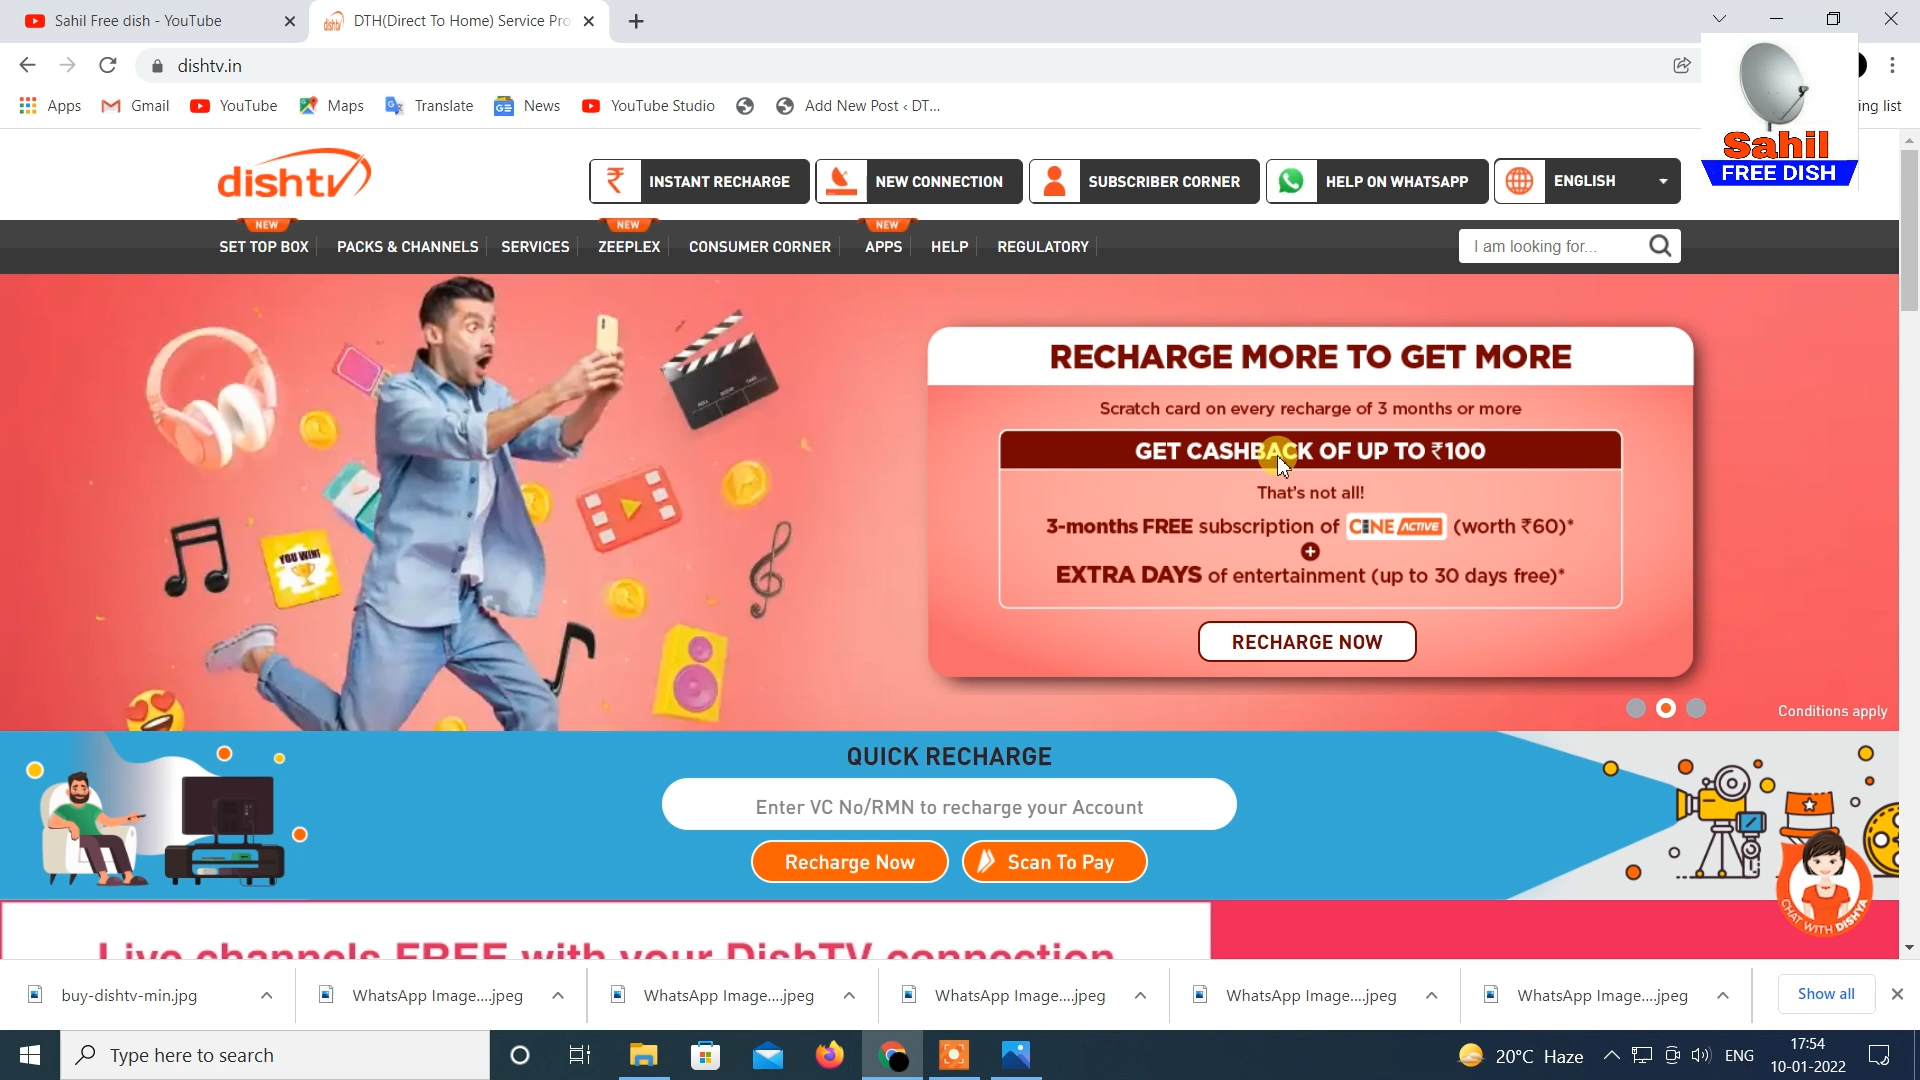 Sahil Free dish - YouTube
DTH(Direct To Home) Service Pro
dishtv.in
Apps
Gmail
YouTube
Maps
Translate
News
YouTube Studio
Add New Post ‹ DT...
ing list
Sahil
FREE DISH
dishtv
INSTANT RECHARGE
NEW CONNECTION
SUBSCRIBER CORNER
HELP ON WHATSAPP
ENGLISH
NEW
NEW
NEW
SET TOP BOX
PACKS & CHANNELS
SERVICES
ZEEPLEX
CONSUMER CORNER
APPS
HELP
REGULATORY
I am looking for...
RECHARGE MORE TO GET MORE
Scratch card on every recharge of 3 months or more
GET CASHBACK OF UP TO ₹100
That's not all!
3-months FREE subscription of CINE ACTIVE (worth ₹60)*
EXTRA DAYS of entertainment (up to 30 days free)*
RECHARGE NOW
YOU WIN!
Conditions apply
QUICK RECHARGE
Enter VC No/RMN to recharge your Account
Recharge Now
Scan To Pay
CHAT WITH DISHYA
Live channels FREE with your DishTV connection
buy-dishtv-min.jpg
WhatsApp Image....jpeg
WhatsApp Image....jpeg
WhatsApp Image....jpeg
WhatsApp Image....jpeg
WhatsApp Image....jpeg
Show all
Type here to search
20°C Haze
ENG
17:54
10-01-2022